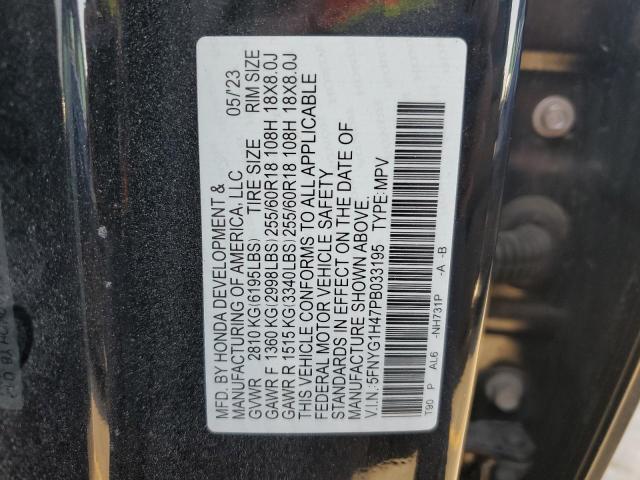 MFD. BY HONDA DEVELOPMENT &
MANUFACTURING OF AMERICA, LLC 05/'23
GVWR 2810 KG(6195LBS) TIRE SIZE RIM SIZE
GAWR F 1360 KG(2998LBS) 255/60R18 108H 18X8.0J
GAWR R 1515 KG(3340LBS) 255/60R18 108H 18X8.0J
THIS VEHICLE CONFORMS TO ALL APPLICABLE
FEDERAL MOTOR VEHICLE SAFETY
STANDARDS IN EFFECT ON THE DATE OF
MANUFACTURE SHOWN ABOVE.
V.I.N.:5FNYG1H47PB033195 TYPE:MPV
T90 P AL6 -NH731P -A -B